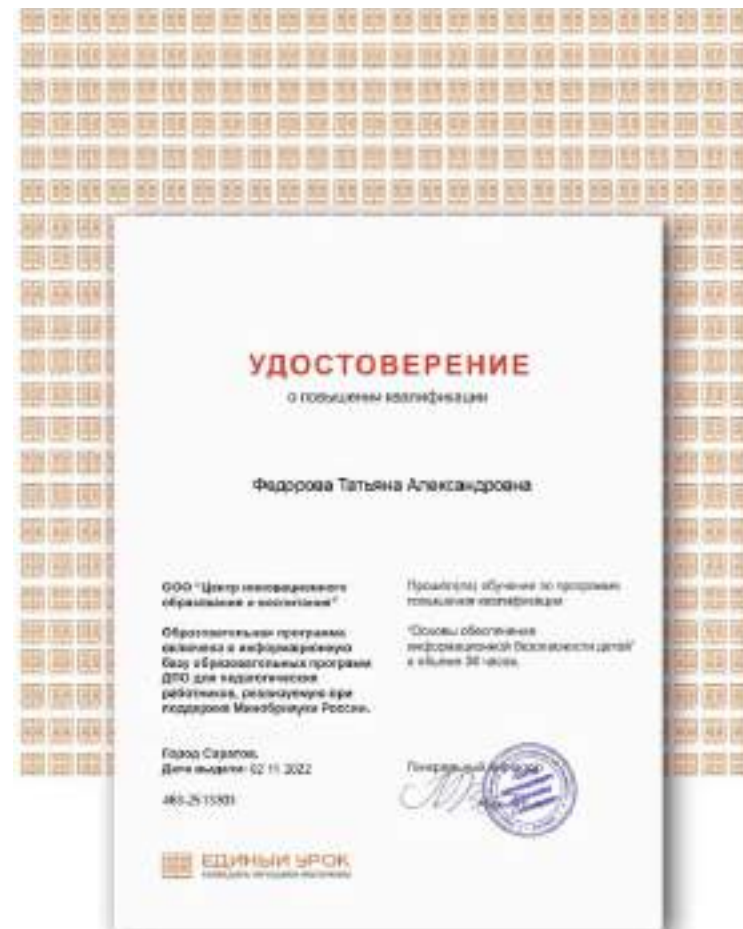 УДОСТОВЕРЕНИЕ
о повышении квалификации
Федорова Татьяна Александровна
ООО "Центр инновационного
образования и воспитания"
Образовательная программа
включена в информационную
базу образовательных программ
ДПО для педагогических
работников, реализуемую при
поддержке Минобрнауки России.
Город Саратов.
Дата выдачи: 02 11 2022
Прошел(а) обучение по программе
повышения квалификации
"Основы обеспечения
информационной безопасности детей"
в объеме часов.
Генеральный директор
ЕДИНЫЙ УРОК